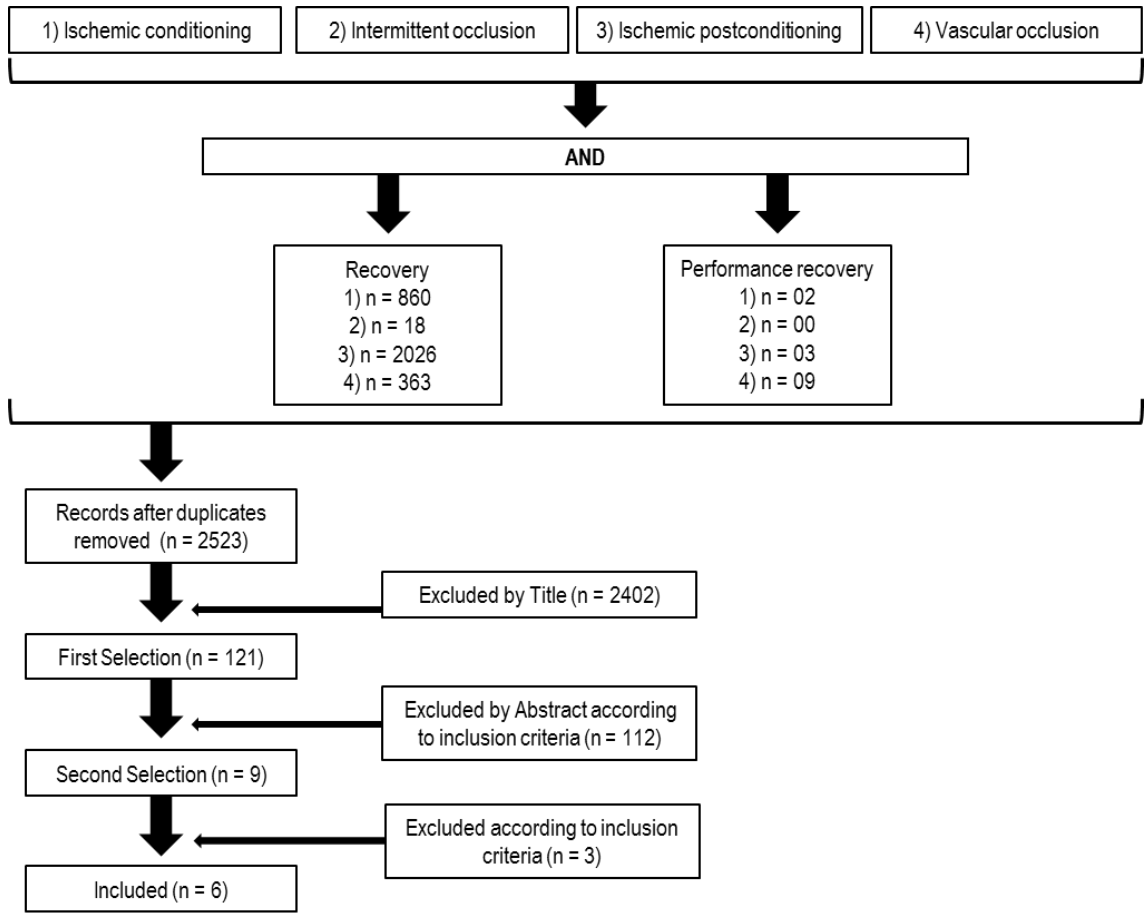 1) Ischemic conditioning
2) Intermittent occlusion
3) Ischemic postconditioning
4) Vascular occlusion
AND
Recovery
1) n = 860
2) n = 18
3) n = 2026
4) n = 363
Performance recovery
1) n = 02
2) n = 00
3) n = 03
4) n = 09
Records after duplicates
removed (n = 2523)
Excluded by Title (n = 2402)
First Selection (n = 121)
Excluded by Abstract according
to inclusion criteria (n = 112)
Second Selection (n = 9)
Excluded according to inclusion
criteria (n = 3)
Included (n = 6)